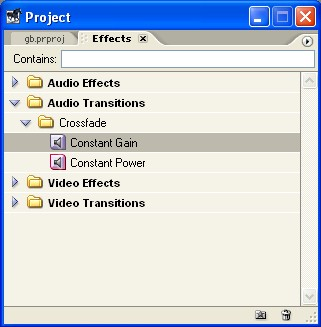 Project
gb.prproj Effects
Contains:
Audio Effects
Audio Transitions
Crossfade
Constant Gain
Constant Power
Video Effects
Video Transitions